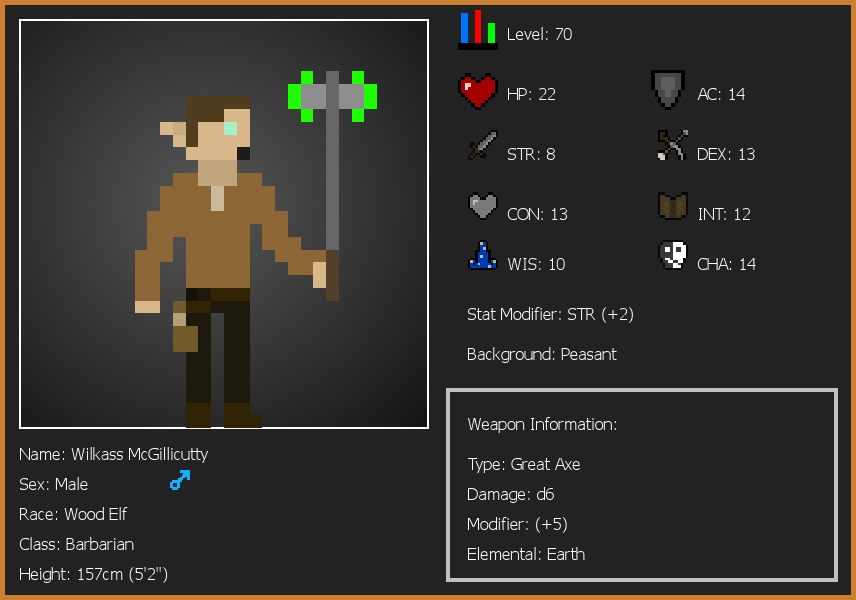 Level: 70
HP: 22
AC: 14
STR: 8
DEX: 13
CON: 13
INT: 12
WIS: 10
CHA: 14
Stat Modifier: STR (+2)
Background: Peasant
Weapon Information:
Type: Great Axe
Damage: d6
Modifier: (+5)
Elemental: Earth
Name: Wilkass McGillicutty
Sex: Male
Race: Wood Elf
Class: Barbarian
Height: 157cm (5'2")